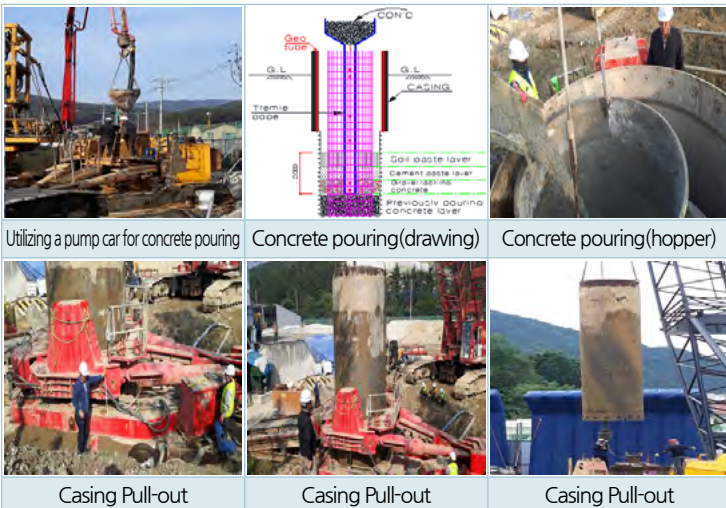 CON'C
Geo
tube
G.L
G.L
CASING
Tremie
pipe
Soil paste layer
Cement paste layer
Gravel lacking
concrete
Previously pouring
concrete layer
Utilizing a pump car for concrete pouring
Concrete pouring(drawing)
Concrete pouring(hopper)
Casing Pull-out
Casing Pull-out
Casing Pull-out